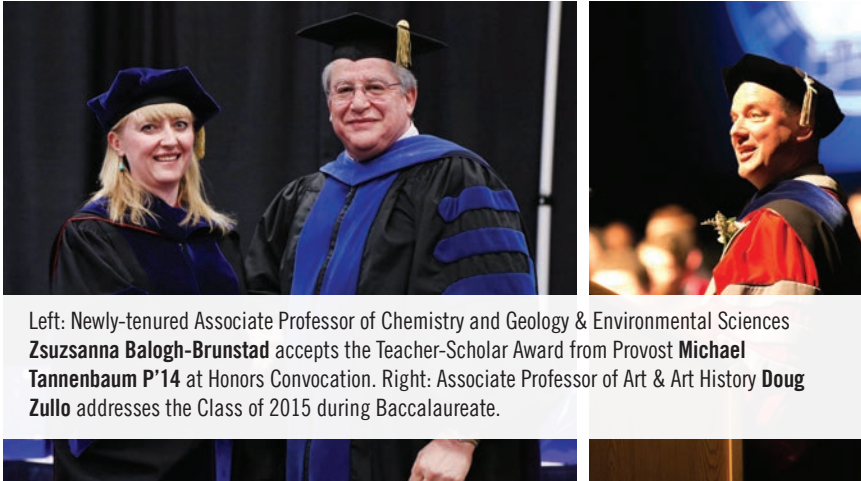 Left: Newly-tenured Associate Professor of Chemistry and Geology & Environmental Sciences
Zsuzsanna Balogh-Brunstad accepts the Teacher-Scholar Award from Provost Michael
Tannenbaum P’14 at Honors Convocation. Right: Associate Professor of Art & Art History Doug
Zullo addresses the Class of 2015 during Baccalaureate.